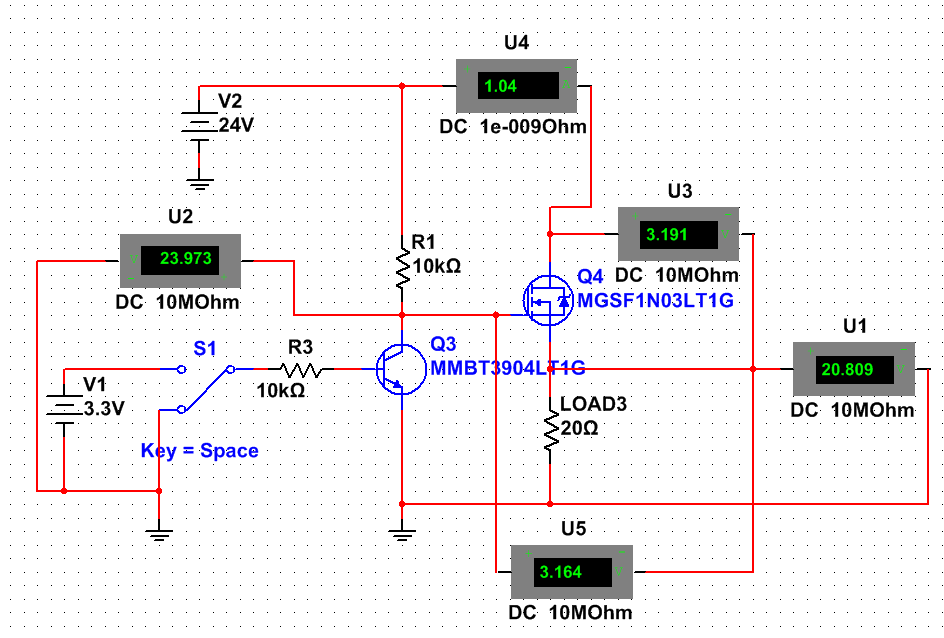 U4
+ −
1.04 A
DC 1e-009Ohm
V2
24V
U3
+ −
3.191 V
DC 10MOhm
U2
V 23.973
− +
DC 10MOhm
R1
10kΩ
Q4
MGSF1N03LT1G
U1
+ −
20.809 V
DC 10MOhm
S1
R3
10kΩ
Q3
MMBT3904LT1G
V1
3.3V
LOAD3
20Ω
Key = Space
U5
+ −
3.164 V
DC 10MOhm